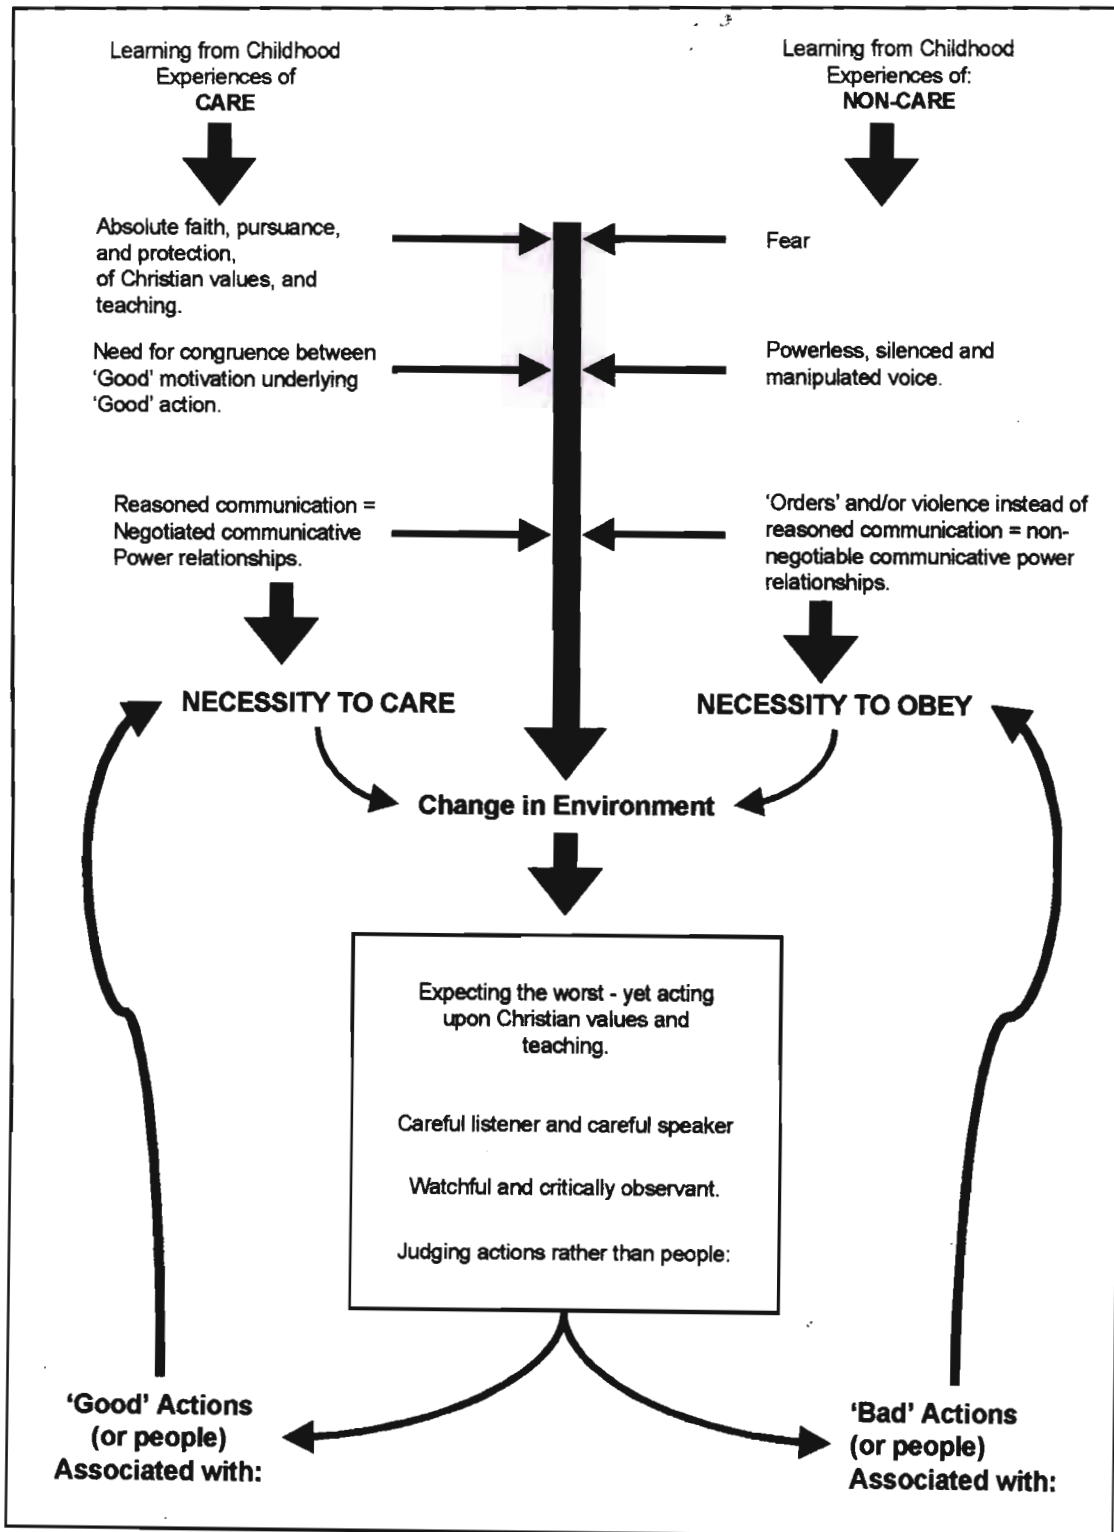 Learning from Childhood
Experiences of
CARE
Learning from Childhood
Experiences of:
NON-CARE
Absolute faith, pursuance,
and protection,
of Christian values, and
teaching.
Fear
Need for congruence between
‘Good’ motivation underlying
‘Good’ action.
Powerless, silenced and
manipulated voice.
Reasoned communication =
Negotiated communicative
Power relationships.
‘Orders’ and/or violence instead of
reasoned communication = non-
negotiable communicative power
relationships.
NECESSITY TO CARE
NECESSITY TO OBEY
Change in Environment
Expecting the worst - yet acting
upon Christian values and
teaching.
Careful listener and careful speaker
Watchful and critically observant.
Judging actions rather than people:
‘Good’ Actions
(or people)
Associated with:
‘Bad’ Actions
(or people)
Associated with: